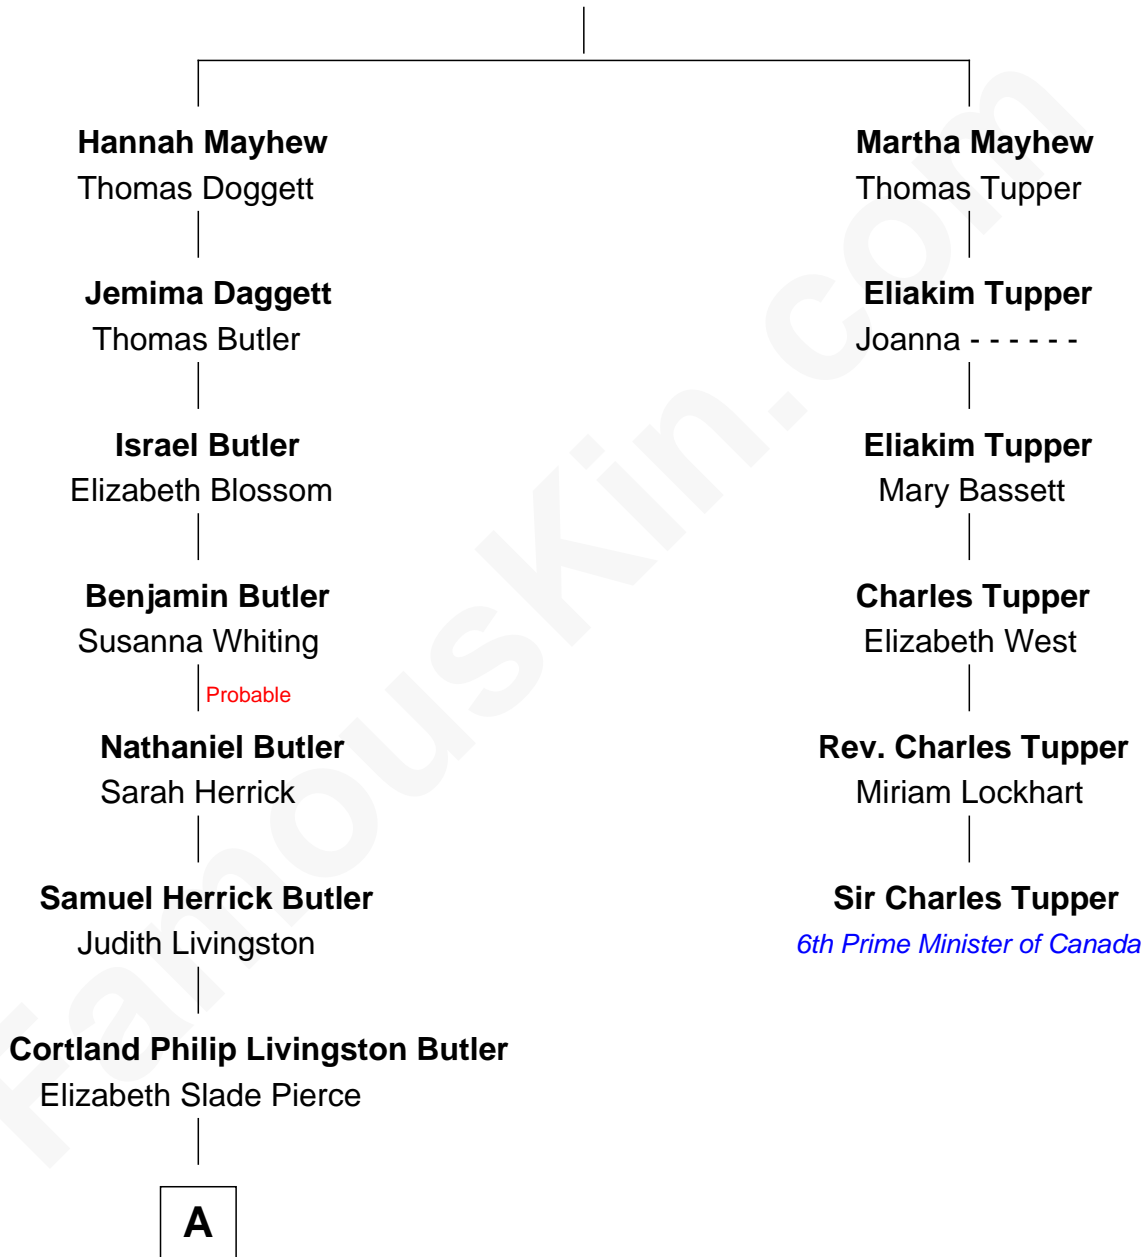 Hannah Mayhew
Thomas Doggett
Martha Mayhew
Thomas Tupper
Jemima Daggett
Thomas Butler
Eliakim Tupper
Joanna - - - - - -
Israel Butler
Elizabeth Blossom
Eliakim Tupper
Mary Bassett
Benjamin Butler
Susanna Whiting
Charles Tupper
Elizabeth West
Probable
Nathaniel Butler
Sarah Herrick
Rev. Charles Tupper
Miriam Lockhart
Samuel Herrick Butler
Judith Livingston
Sir Charles Tupper
6th Prime Minister of Canada
Cortland Philip Livingston Butler
Elizabeth Slade Pierce
A
FamousKin.com